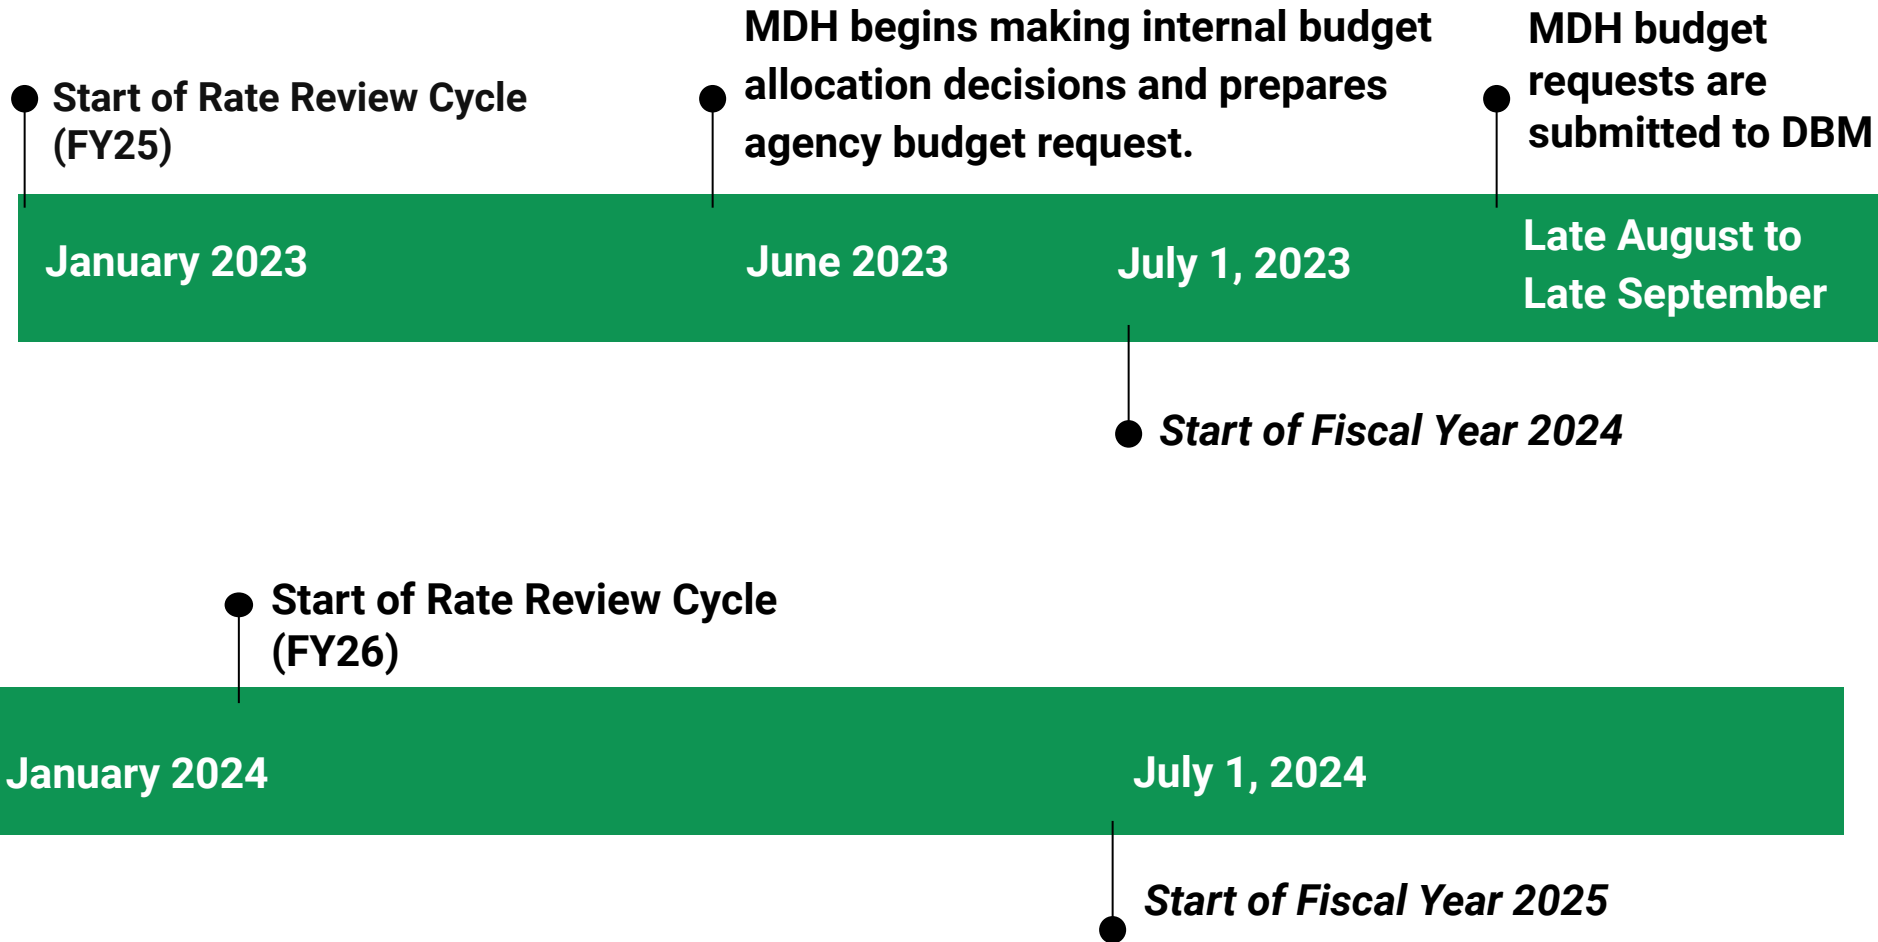 Start of Rate Review Cycle
(FY25)
MDH begins making internal budget
allocation decisions and prepares
agency budget request.
MDH budget
requests are
submitted to DBM
January 2023
June 2023
July 1, 2023
Late August to
Late September
Start of Fiscal Year 2024
Start of Rate Review Cycle
(FY26)
January 2024
July 1, 2024
Start of Fiscal Year 2025